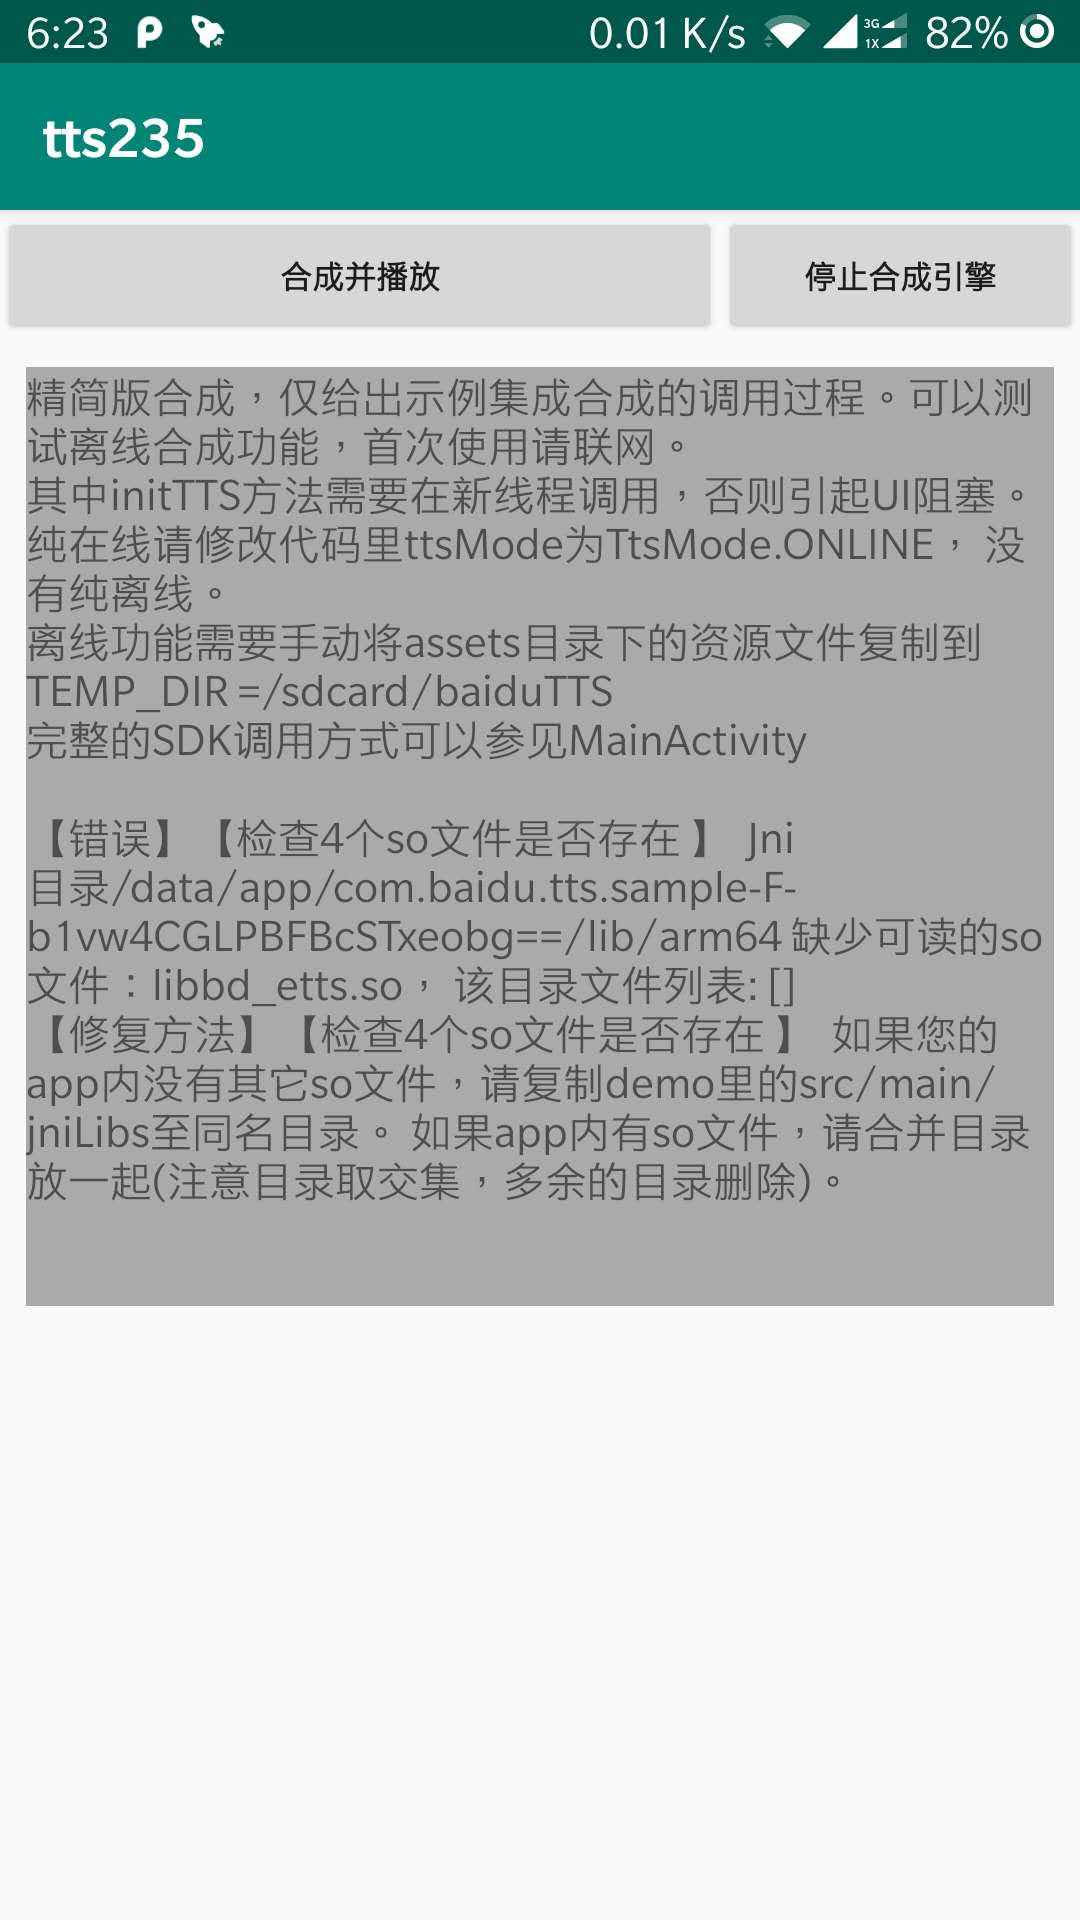 6:23 0.01 K/s 3G 1X 82%
tts235
合成并播放 停止合成引擎
精简版合成，仅给出示例集成合成的调用过程。可以测
试离线合成功能，首次使用请联网。
其中initTTS方法需要在新线程调用，否则引起UI阻塞。
纯在线请修改代码里ttsMode为TtsMode.ONLINE， 没
有纯离线。
离线功能需要手动将assets目录下的资源文件复制到
TEMP_DIR =/sdcard/baiduTTS
完整的SDK调用方式可以参见MainActivity
【错误】【检查4个so文件是否存在 】 Jni
目录/data/app/com.baidu.tts.sample-F-
b1vw4CGLPBFBcSTxeobg==/lib/arm64 缺少可读的so
文件：libbd_etts.so， 该目录文件列表: []
【修复方法】【检查4个so文件是否存在 】 如果您的
app内没有其它so文件，请复制demo里的src/main/
jniLibs至同名目录。 如果app内有so文件，请合并目录
放一起(注意目录取交集，多余的目录删除)。